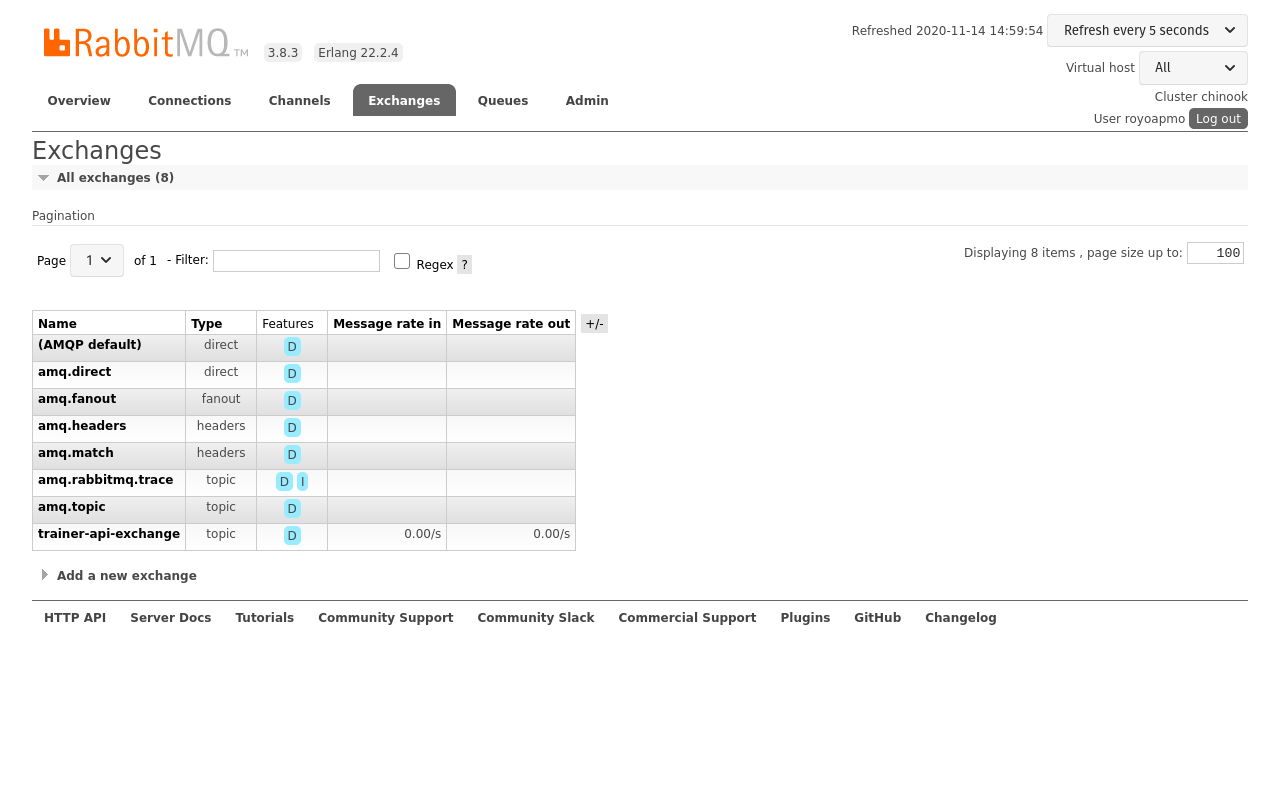 RabbitMQ TM 3.8.3 Erlang 22.2.4
Refreshed 2020-11-14 14:59:54 Refresh every 5 seconds
Virtual host All
Cluster chinook
User royoapmo Log out
Overview Connections Channels Exchanges Queues Admin
Exchanges
All exchanges (8)
Pagination
Page 1 of 1 - Filter: Regex ?
Displaying 8 items , page size up to: 100
Name Type Features Message rate in Message rate out +/-
(AMQP default) direct D
amq.direct direct D
amq.fanout fanout D
amq.headers headers D
amq.match headers D
amq.rabbitmq.trace topic D I
amq.topic topic D
trainer-api-exchange topic D 0.00/s 0.00/s
Add a new exchange
HTTP API Server Docs Tutorials Community Support Community Slack Commercial Support Plugins GitHub Changelog